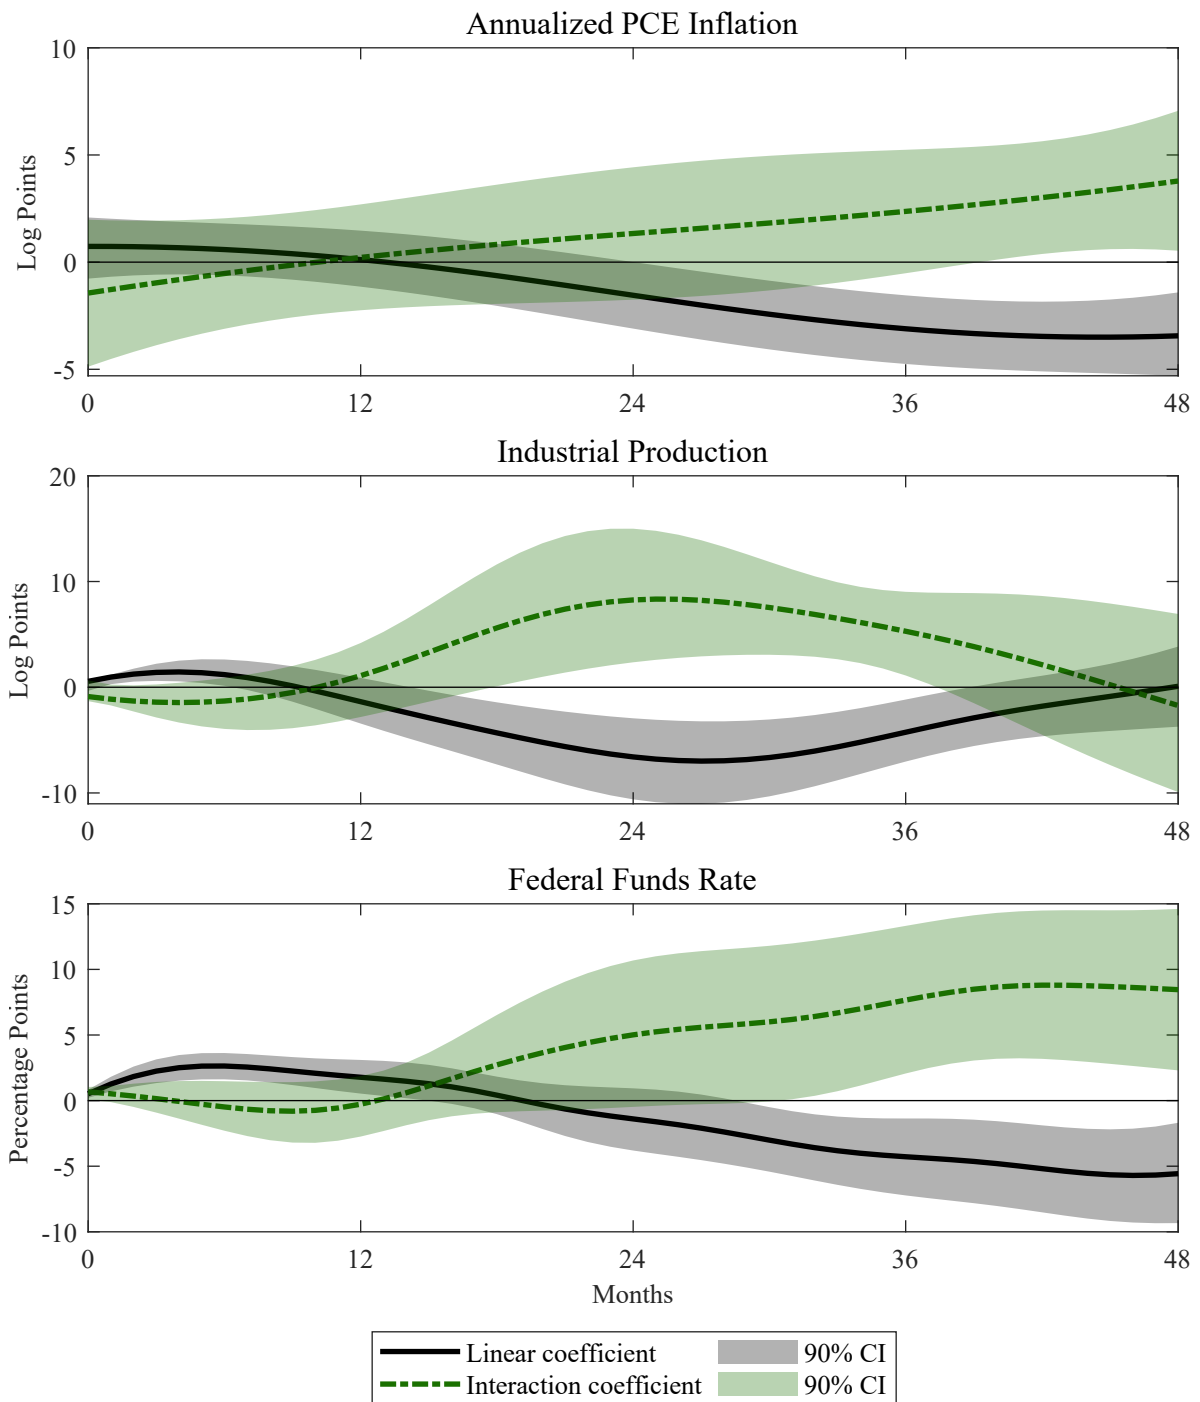 Annualized PCE Inflation
10
5
0
-5
Log Points
0 12 24 36 48
Industrial Production
20
10
0
-10
Log Points
0 12 24 36 48
Federal Funds Rate
15
10
5
0
-5
-10
Percentage Points
0 12 24 36 48
Months
Linear coefficient 90% CI
Interaction coefficient 90% CI